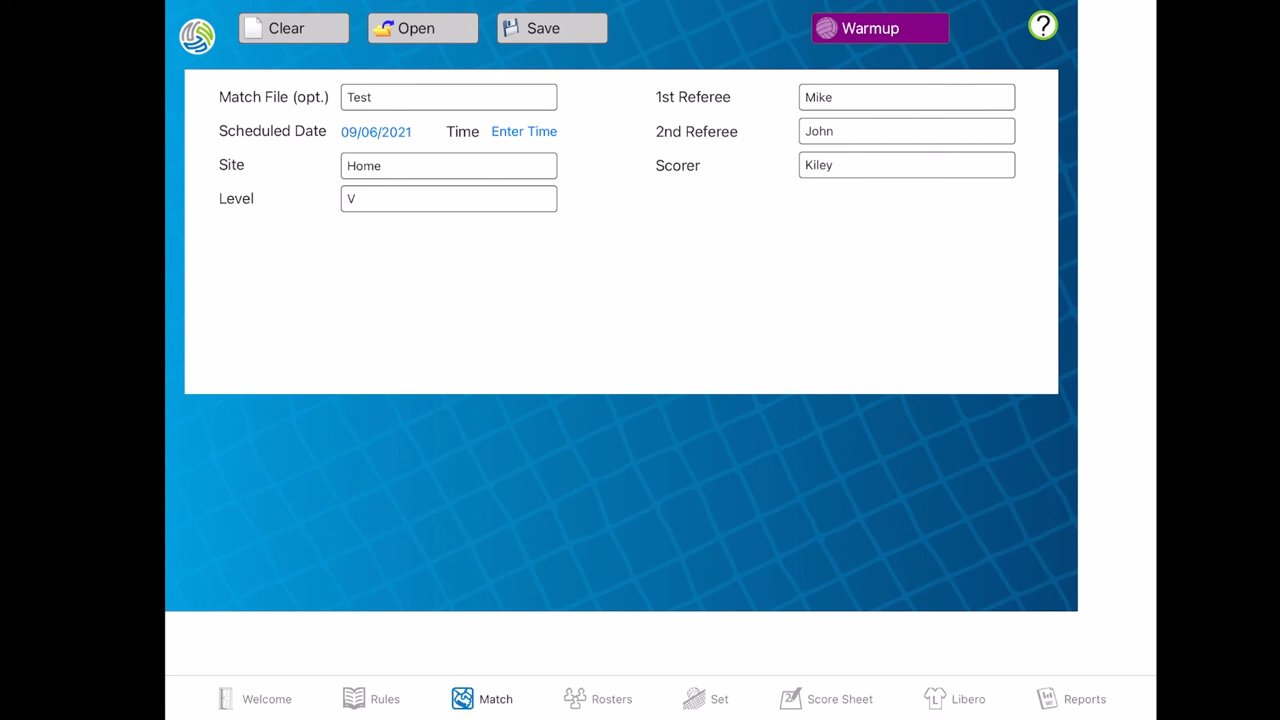 Clear Open Save Warmup ?
Match File (opt.) Test 1st Referee Mike
Scheduled Date 09/06/2021 Time Enter Time 2nd Referee John
Site Home Scorer Kiley
Level V
Welcome Rules Match Rosters Set Score Sheet Libero Reports